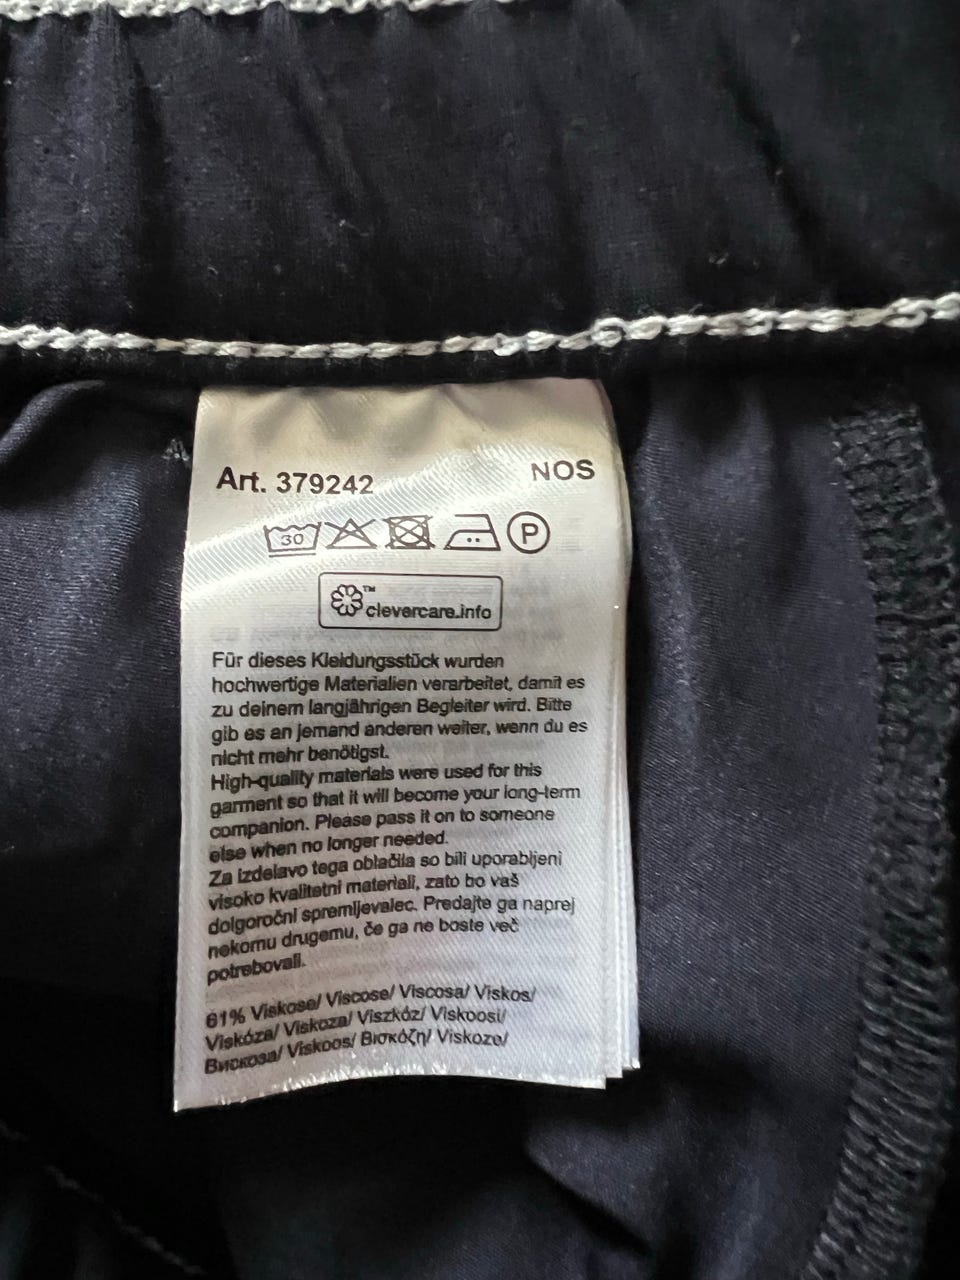 Art. 379242 NOS
30 P
clevercare.info™
Für dieses Kleidungsstück wurden
hochwertige Materialien verarbeitet, damit es
zu deinem langjährigen Begleiter wird. Bitte
gib es an jemand anderen weiter, wenn du es
nicht mehr benötigst.
High-quality materials were used for this
garment so that it will become your long-term
companion. Please pass it on to someone
else when no longer needed.
Za izdelavo tega oblačila so bili uporabljeni
visoko kvalitetni materiali, zato bo vaš
dolgoročni spremljevalec. Predajte ga naprej
nekomu drugemu, če ga ne boste več
potrebovali.
61% Viskose/ Viscose/ Viscosa/ Viskos/
Viskóza/ Viskoza/ Viszkóz/ Viskoosi/
Вискоза/ Viskoos/ Βισκόζη/ Viskoze/